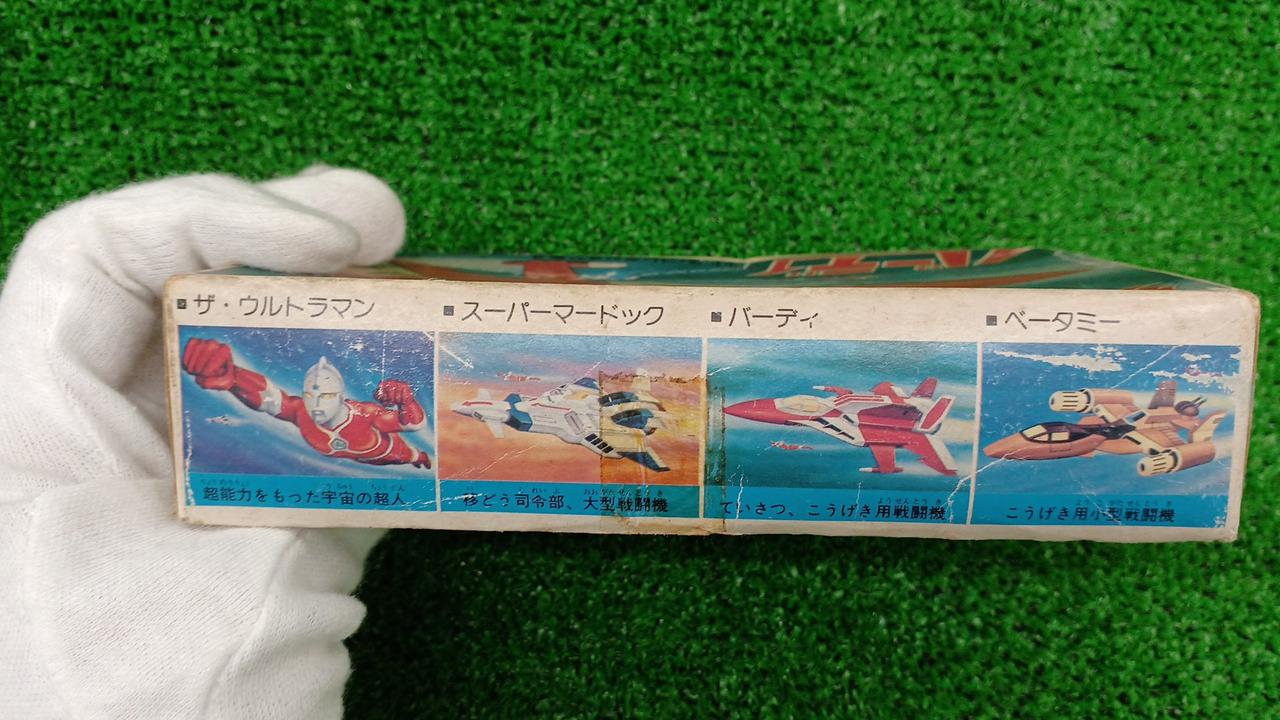 ■ザ・ウルトラマン
■スーパーマードック
■バーディ
■ベータミー
超能力をもった宇宙の超人
移どう司令部、大型戦闘機
ていさつ、こうげき用戦闘機
こうげき用小型戦闘機